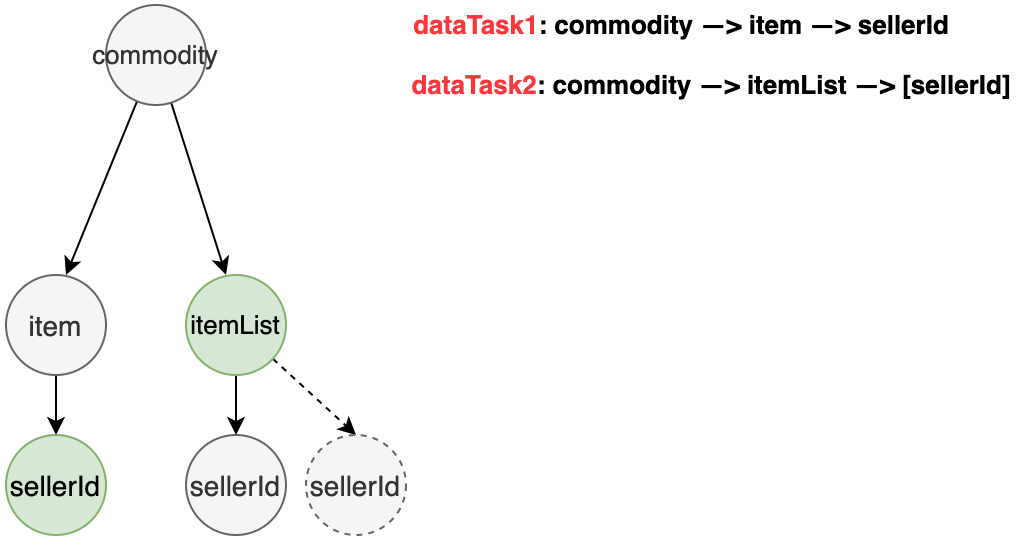 commodity
dataTask1: commodity —> item —> sellerId
dataTask2: commodity —> itemList —> [sellerId]
item
itemList
sellerId
sellerId
sellerId